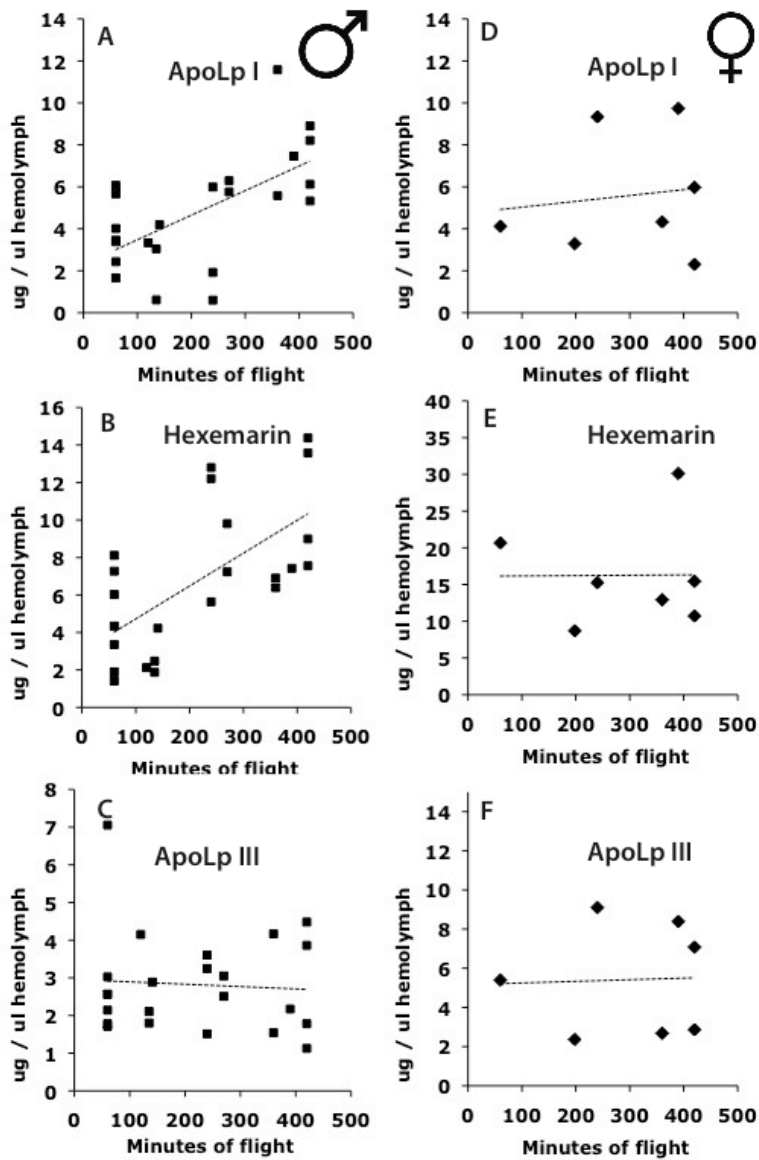 A
ApoLp I
ug / ul hemolymph
14
12
10
8
6
4
2
0
0 100 200 300 400 500
Minutes of flight
D
ApoLp I
ug / ul hemolymph
14
12
10
8
6
4
2
0
0 100 200 300 400 500
Minutes of flight
B
Hexemarin
ug / ul hemolymph
16
14
12
10
8
6
4
2
0
0 100 200 300 400 500
Minutes of flight
E
Hexemarin
ug / ul hemolymph
40
35
30
25
20
15
10
5
0
0 100 200 300 400 500
Minutes of flight
C
ApoLp III
ug / ul hemolymph
8
7
6
5
4
3
2
1
0
0 100 200 300 400 500
Minutes of flight
F
ApoLp III
ug / ul hemolymph
14
12
10
8
6
4
2
0
0 100 200 300 400 500
Minutes of flight